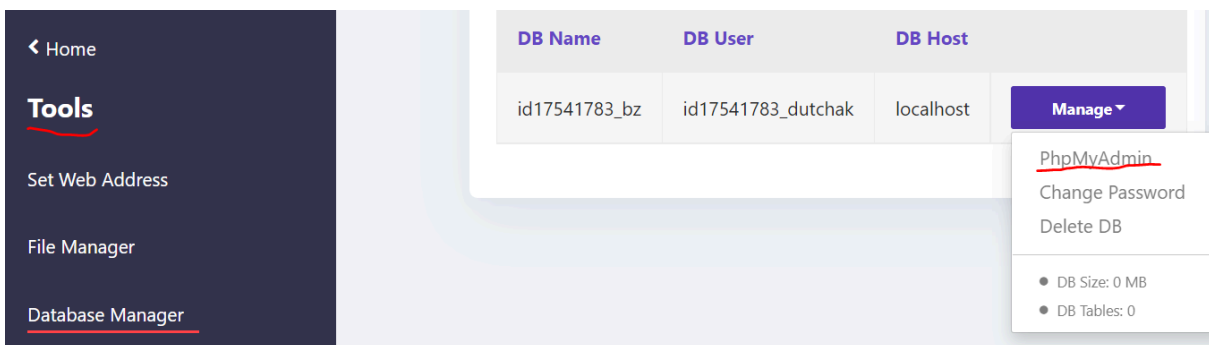 Home
Tools
Set Web Address
File Manager
Database Manager
DB Name DB User DB Host
id17541783_bz id17541783_dutchak localhost Manage
PhpMyAdmin
Change Password
Delete DB
DB Size: 0 MB
DB Tables: 0